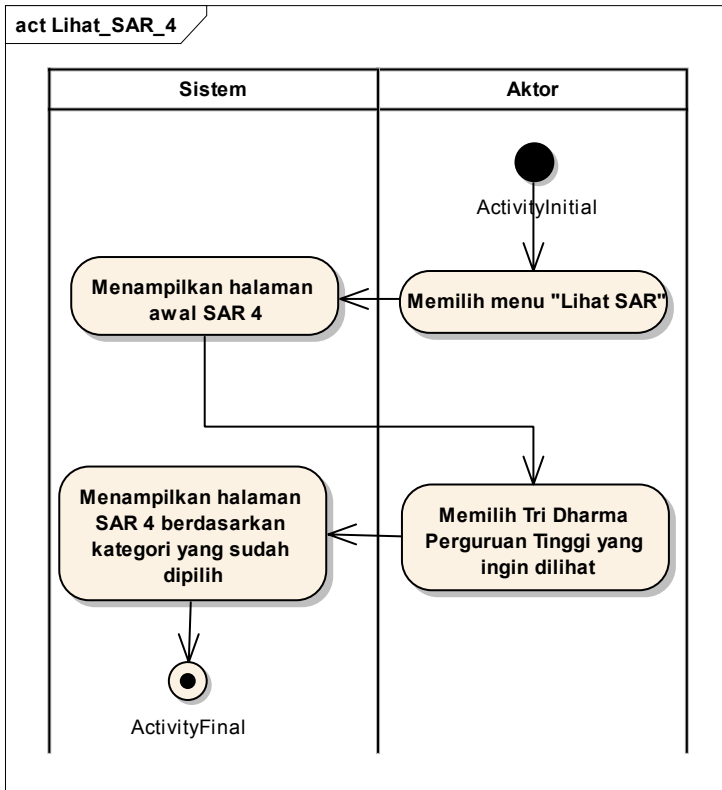 act Lihat_SAR_4
Sistem
Aktor
ActivityInitial
Memilih menu "Lihat SAR"
Menampilkan halaman
awal SAR 4
Memilih Tri Dharma
Perguruan Tinggi yang
ingin dilihat
Menampilkan halaman
SAR 4 berdasarkan
kategori yang sudah
dipilih
ActivityFinal